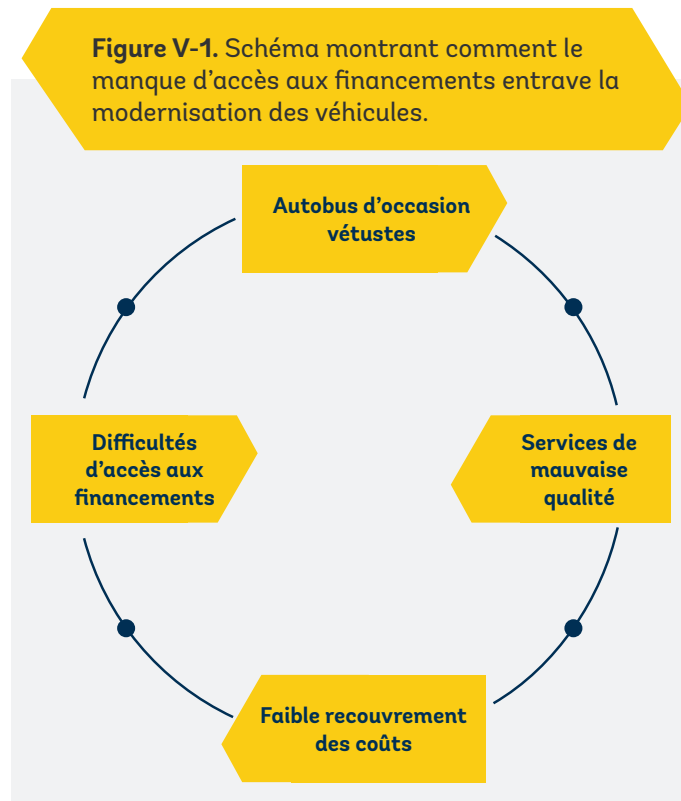 Figure V-1. Schéma montrant comment le
manque d’accès aux financements entrave la
modernisation des véhicules.
Autobus d’occasion
vétustes
Difficultés
d’accès aux
financements
Services de
mauvaise
qualité
Faible recouvrement
des coûts